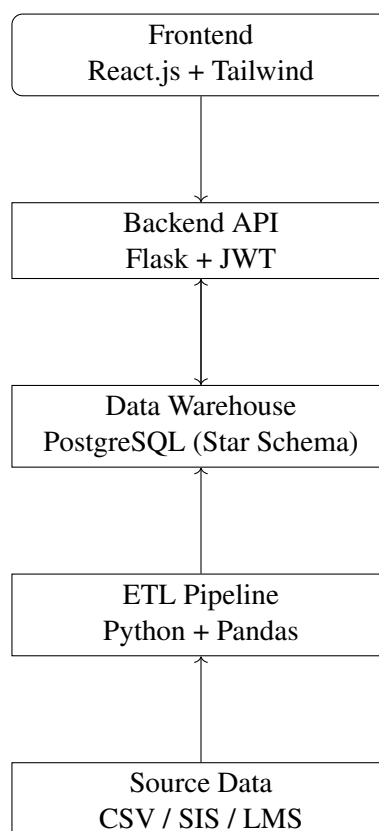 Frontend
React.js + Tailwind
Backend API
Flask + JWT
Data Warehouse
PostgreSQL (Star Schema)
ETL Pipeline
Python + Pandas
Source Data
CSV / SIS / LMS